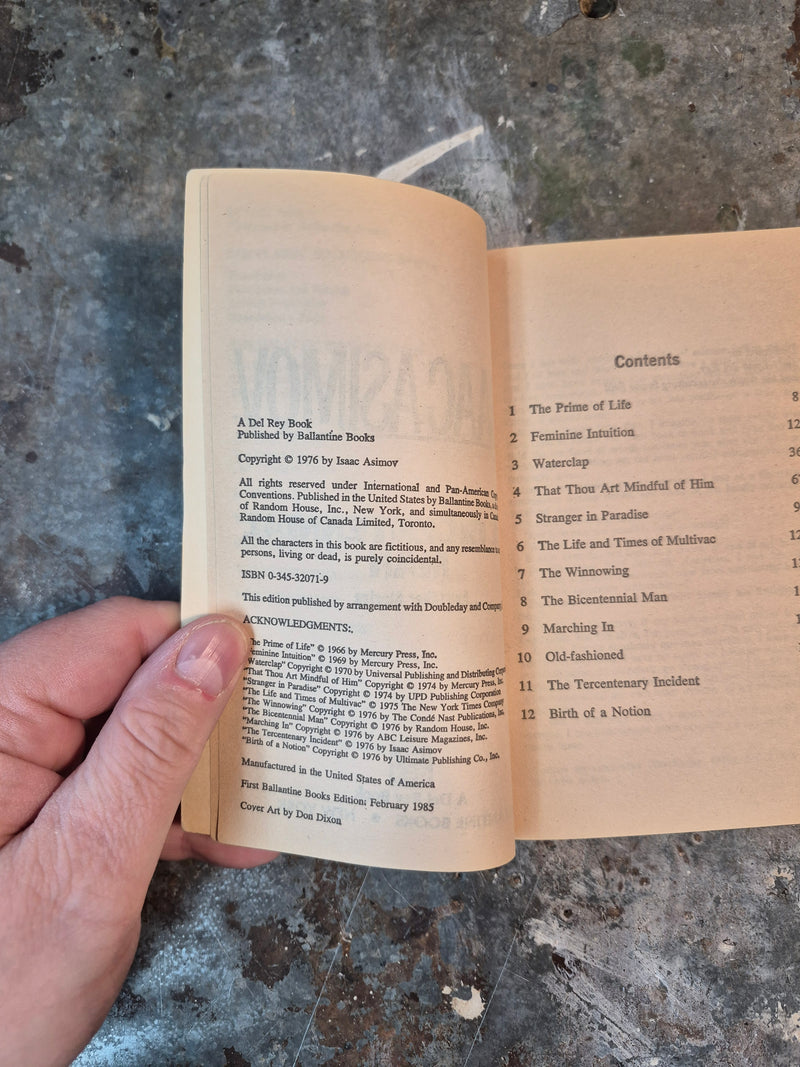 A Del Rey Book
Published by Ballantine Books
Copyright © 1976 by Isaac Asimov
All rights reserved under International and Pan-American
Conventions. Published in the United States by Ballantine Books,
of Random House, Inc., New York, and simultaneously in
Random House of Canada Limited, Toronto.
All the characters in this book are fictitious, and any resemblance
persons, living or dead, is purely coincidental.
ISBN 0-345-32071-9
This edition published by arrangement with Doubleday and Company
ACKNOWLEDGMENTS:
Prime of Life" © 1966 by Mercury Press, Inc.
Intuition" © 1969 by Mercury Press, Inc.
"Waterclap" Copyright © 1970 by Universal Publishing and Distributing
"That Thou Art Mindful of Him" Copyright © 1974 by Mercury Press, Inc.
"Stranger in Paradise" Copyright © 1974 by UPD Publishing Corporation
"The Life and Times of Multivac" © 1975 The New York Times Company
"The Winnowing" Copyright © 1976 by The Condé Nast Publications, Inc.
"The Bicentennial Man" Copyright © 1976 by Random House, Inc.
"Marching In" Copyright © 1976 by ABC Leisure Magazines, Inc.
"The Tercentenary Incident" © 1976 by Isaac Asimov
"Birth of a Notion" Copyright © 1976 by Ultimate Publishing Co., Inc.
Manufactured in the United States of America
First Ballantine Books Edition: February 1985
Cover Art by Don Dixon
Contents
1 The Prime of Life 8
2 Feminine Intuition 12
3 Waterclap 36
4 That Thou Art Mindful of Him
5 Stranger in Paradise
6 The Life and Times of Multivac
7 The Winnowing
8 The Bicentennial Man
9 Marching In
10 Old-fashioned
11 The Tercentenary Incident
12 Birth of a Notion